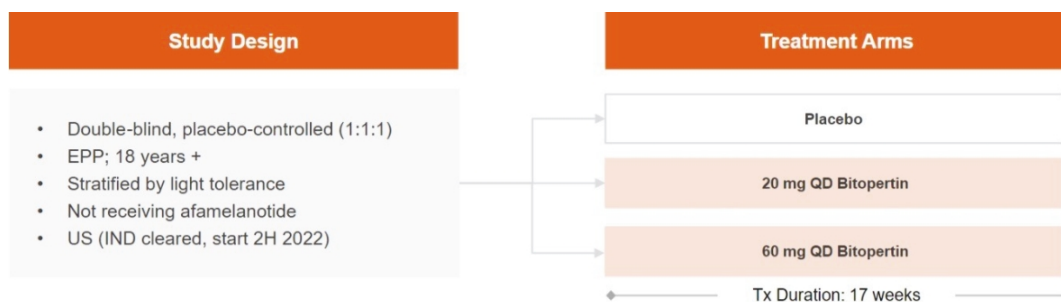 Study Design
• Double-blind, placebo-controlled (1:1:1)
• EPP; 18 years +
• Stratified by light tolerance
• Not receiving afamelanotide
• US (IND cleared, start 2H 2022)
Treatment Arms
Placebo
20 mg QD Bitopertin
60 mg QD Bitopertin
Tx Duration: 17 weeks